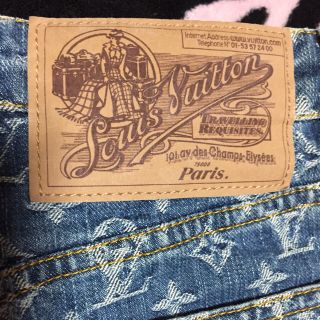 Internet Address:www.vuitton.com
Telephone N° 01-53 57 24 00
Louis Vuitton
TRAVELLING
REQUISITES.
101, av. des Champs-Elysées
75008
Paris.